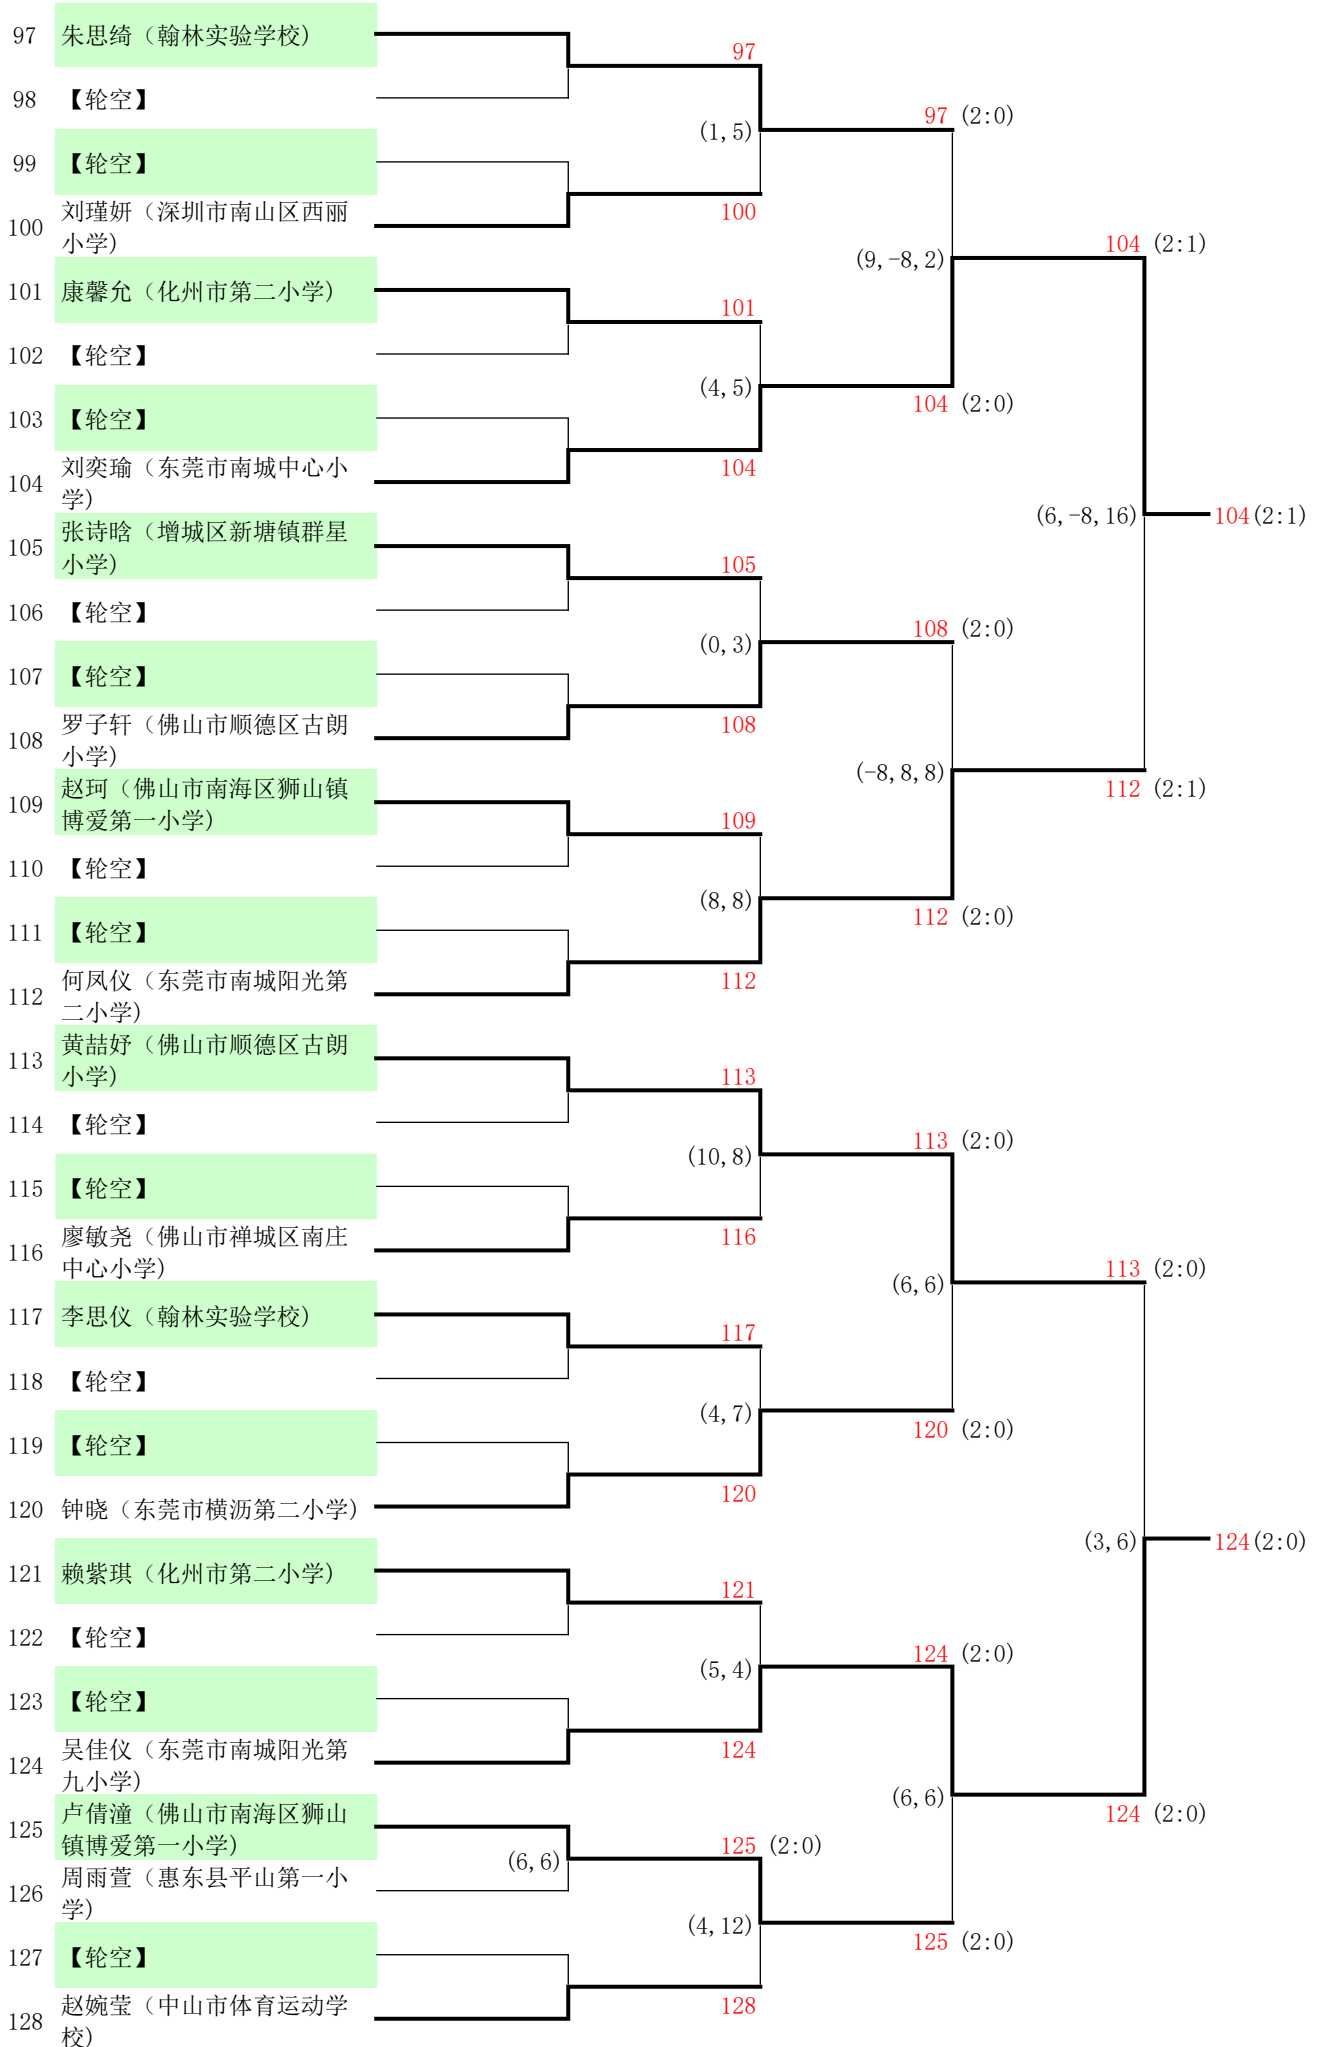 97 朱思绮（翰林实验学校)
97
98 【轮空】
97 (2:0)
(1,5)
99 【轮空】
100 刘瑾妍（深圳市南山区西丽
小学)
100
104 (2:1)
(9,-8,2)
101 康馨允（化州市第二小学)
101
102 【轮空】
(4,5)
104 (2:0)
103 【轮空】
104 刘奕瑜（东莞市南城中心小
学)
104
(6,-8,16)
104(2:1)
105 张诗晗（增城区新塘镇群星
小学)
105
106 【轮空】
108 (2:0)
(0,3)
107 【轮空】
108 罗子轩（佛山市顺德区古朗
小学)
108
(-8,8,8)
112 (2:1)
109 赵珂（佛山市南海区狮山镇
博爱第一小学)
109
110 【轮空】
(8,8)
112 (2:0)
111 【轮空】
112 何凤仪（东莞市南城阳光第
二小学)
112
113 黄喆妤（佛山市顺德区古朗
小学)
113
114 【轮空】
113 (2:0)
(10,8)
115 【轮空】
116 廖敏尧（佛山市禅城区南庄
中心小学)
116
113 (2:0)
(6,6)
117 李思仪（翰林实验学校)
117
118 【轮空】
(4,7)
120 (2:0)
119 【轮空】
120 钟晓（东莞市横沥第二小学)
120
(3,6)
124(2:0)
121 赖紫琪（化州市第二小学)
121
122 【轮空】
124 (2:0)
(5,4)
123 【轮空】
124 吴佳仪（东莞市南城阳光第
九小学)
124
(6,6)
124 (2:0)
125 卢倩潼（佛山市南海区狮山
镇博爱第一小学)
125 (2:0)
(6,6)
126 周雨萱（惠东县平山第一小
学)
(4,12)
125 (2:0)
127 【轮空】
128 赵婉莹（中山市体育运动学
校)
128